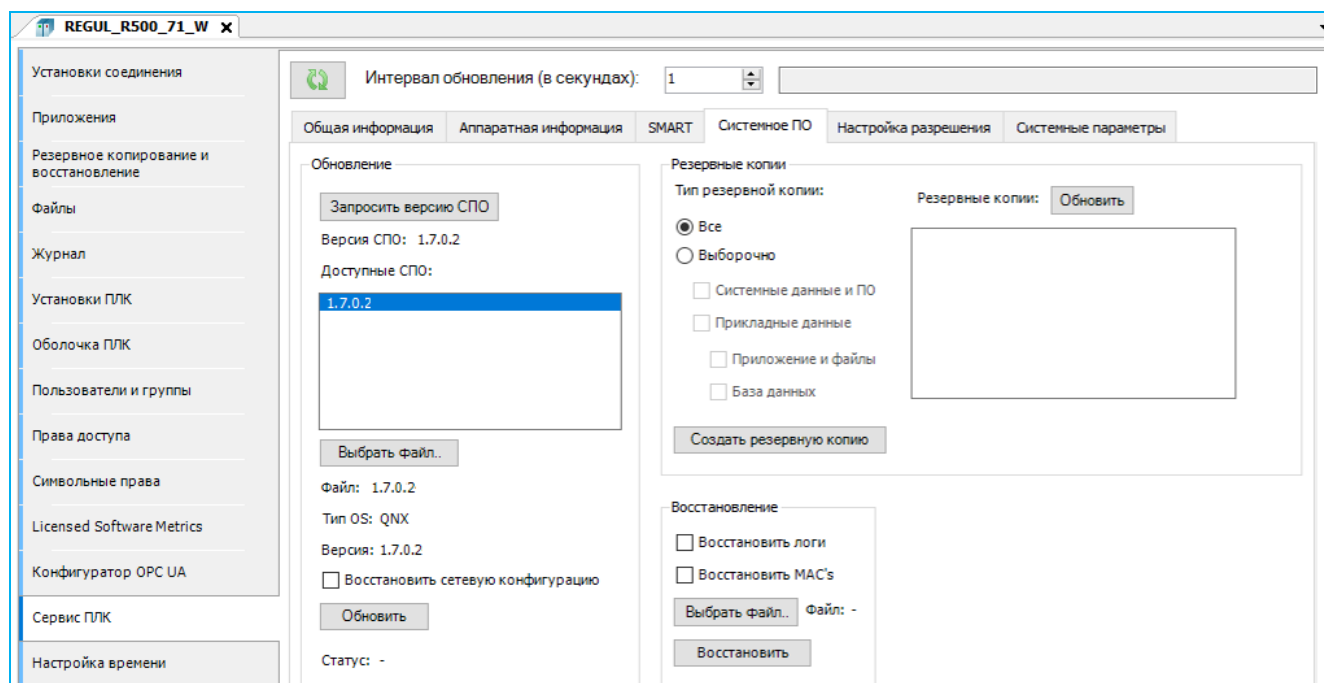 REGUL_R500_71_W
Установки соединения
Приложения
Резервное копирование и
восстановление
Файлы
Журнал
Установки ПЛК
Оболочка ПЛК
Пользователи и группы
Права доступа
Символьные права
Licensed Software Metrics
Конфигуратор OPC UA
Сервис ПЛК
Настройка времени
Интервал обновления (в секундах): 1
Общая информация Аппаратная информация SMART Системное ПО Настройка разрешения Системные параметры
Обновление
Запросить версию СПО
Версия СПО: 1.7.0.2
Доступные СПО:
1.7.0.2
Выбрать файл..
Файл: 1.7.0.2
Тип OS: QNX
Версия: 1.7.0.2
Восстановить сетевую конфигурацию
Обновить
Статус: -
Резервные копии
Тип резервной копии:
Все
Выборочно
Системные данные и ПО
Прикладные данные
Приложение и файлы
База данных
Создать резервную копию
Резервные копии: Обновить
Восстановление
Восстановить логи
Восстановить MAC's
Выбрать файл.. Файл: -
Восстановить